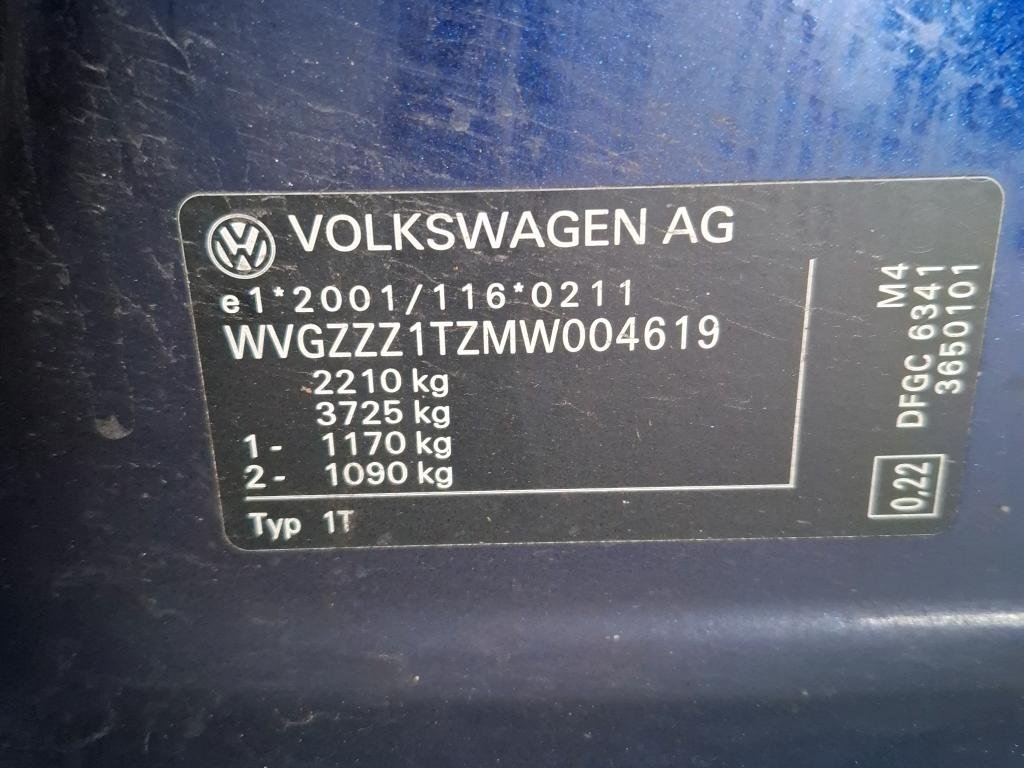 VOLKSWAGEN AG
e1*2001/116*0211
WVGZZZ1TZMW004619
2210 kg
3725 kg
1- 1170 kg
2- 1090 kg
Typ 1T
M4
DFGC 6341
3650101
0,22